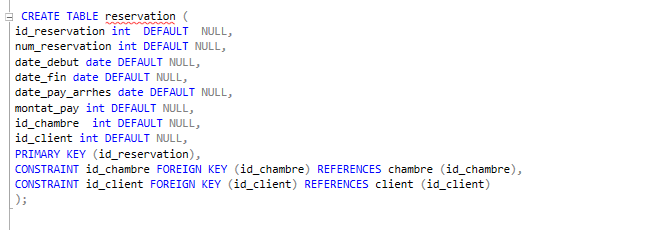 CREATE TABLE reservation (
id_reservation int  DEFAULT  NULL,
num_reservation int DEFAULT NULL,
date_debut date DEFAULT NULL,
date_fin date DEFAULT NULL,
date_pay_arrhes date DEFAULT NULL,
montat_pay int DEFAULT NULL,
id_chambre  int DEFAULT NULL,
id_client int DEFAULT NULL,
PRIMARY KEY (id_reservation),
CONSTRAINT id_chambre FOREIGN KEY (id_chambre) REFERENCES chambre (id_chambre),
CONSTRAINT id_client FOREIGN KEY (id_client) REFERENCES client (id_client)
);